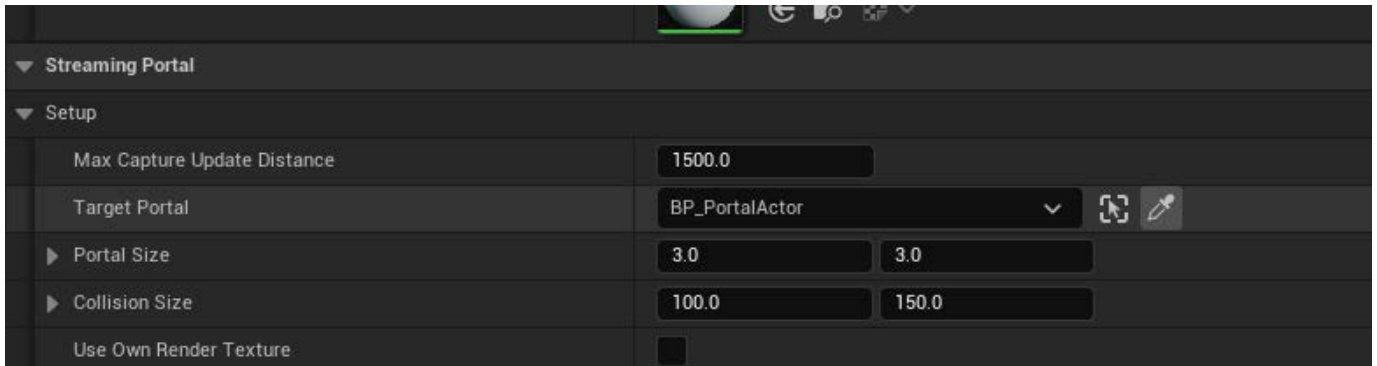 Streaming Portal
Setup
Max Capture Update Distance 1500.0
Target Portal BP_PortalActor
Portal Size 3.0 3.0
Collision Size 100.0 150.0
Use Own Render Texture